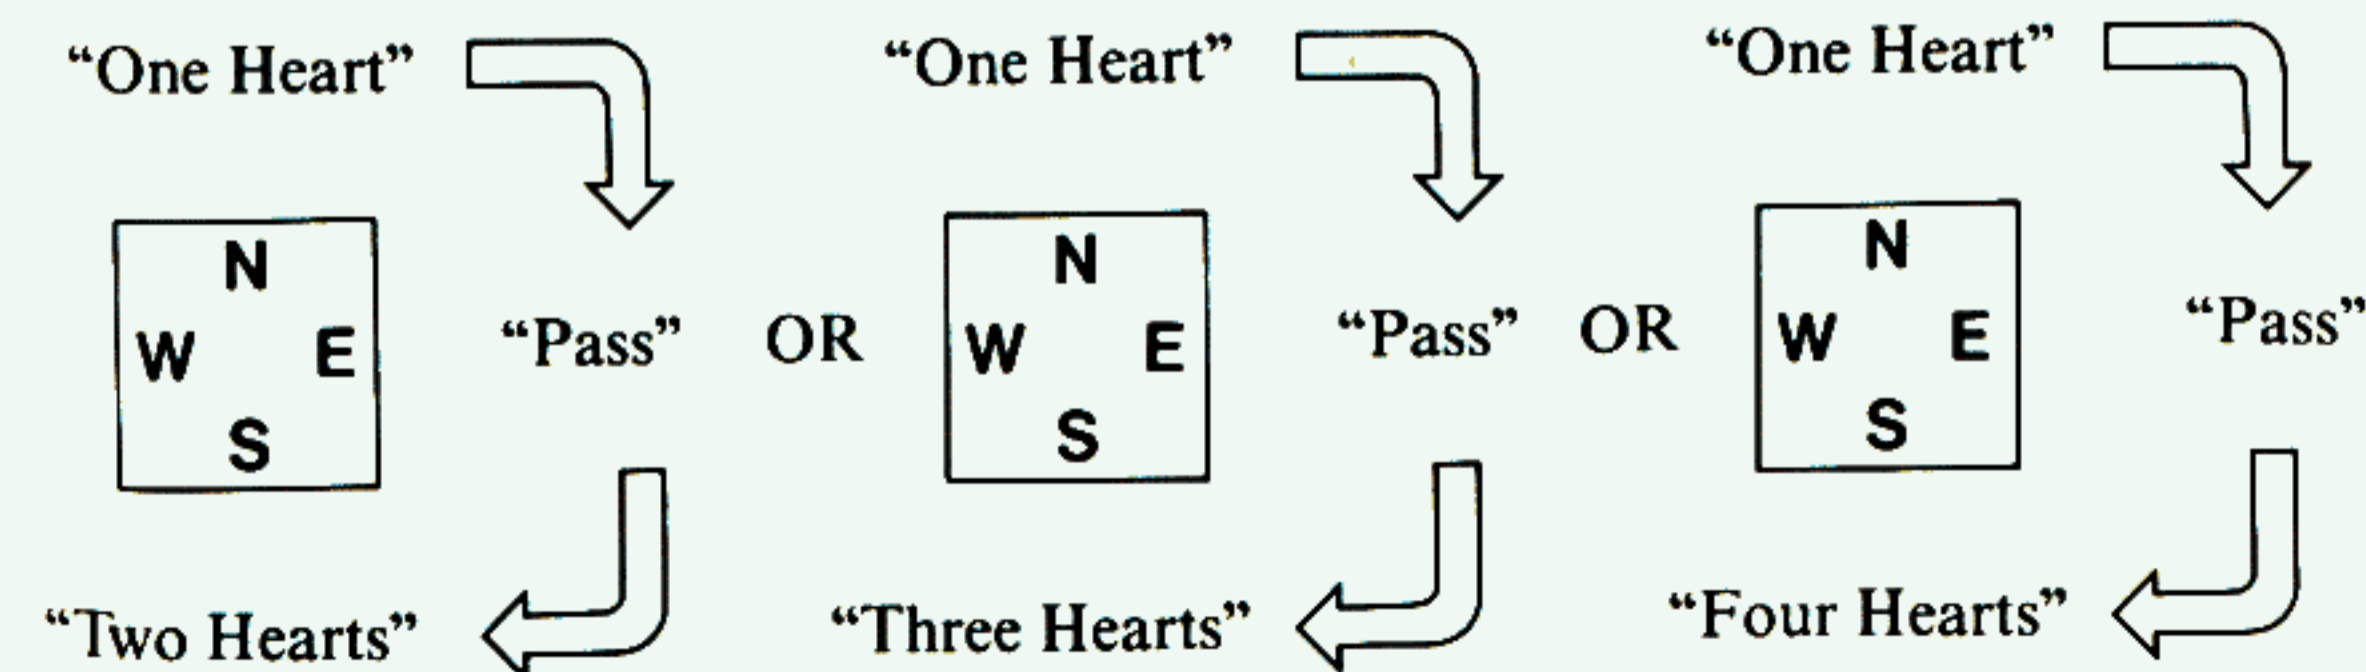 “One Heart” “One Heart” “One Heart”
N N N
W E “Pass” OR W E “Pass” OR W E “Pass”
S S S
“Two Hearts” “Three Hearts” “Four Hearts”